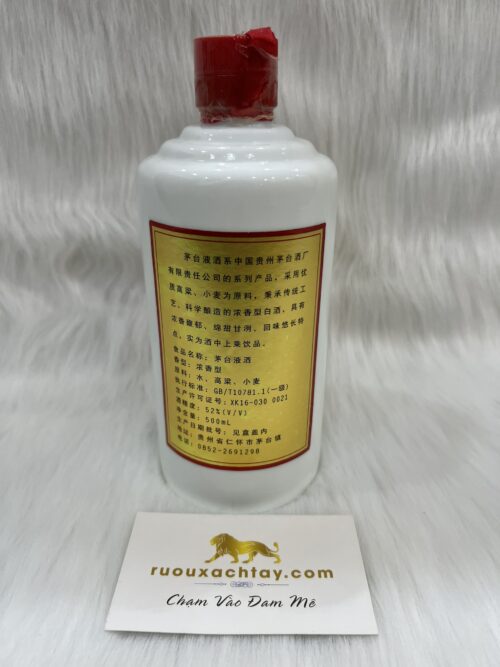 茅台液酒系中国贵州茅台酒厂
有限责任公司的系列产品，采用优
质高粱、小麦为原料，秉承传统工
艺，科学酿造的浓香型白酒，具有
浓香馥郁、绵甜甘洌、回味悠长特
点，实为酒中上乘饮品。
食品名称：茅台液酒
香型：浓香型
原料：水、高粱、小麦
执行标准：GB/T10781.1(一级)
生产许可证号：XK16-030 0021
酒精度：52%(V/V)
净含量：500mL
生产日期批号：见盒盖内
地址：贵州省仁怀市茅台镇
电话：0852-2691298
ruouxachtay.com
Chạm Vào Đam Mê